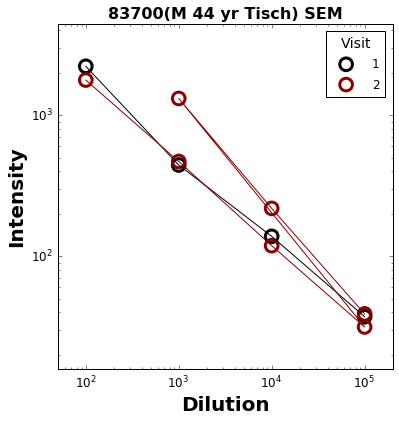 83700(M 44 yr Tisch) SEM
Visit
1
2
10³
10²
Intensity
10² 10³ 10⁴ 10⁵
Dilution